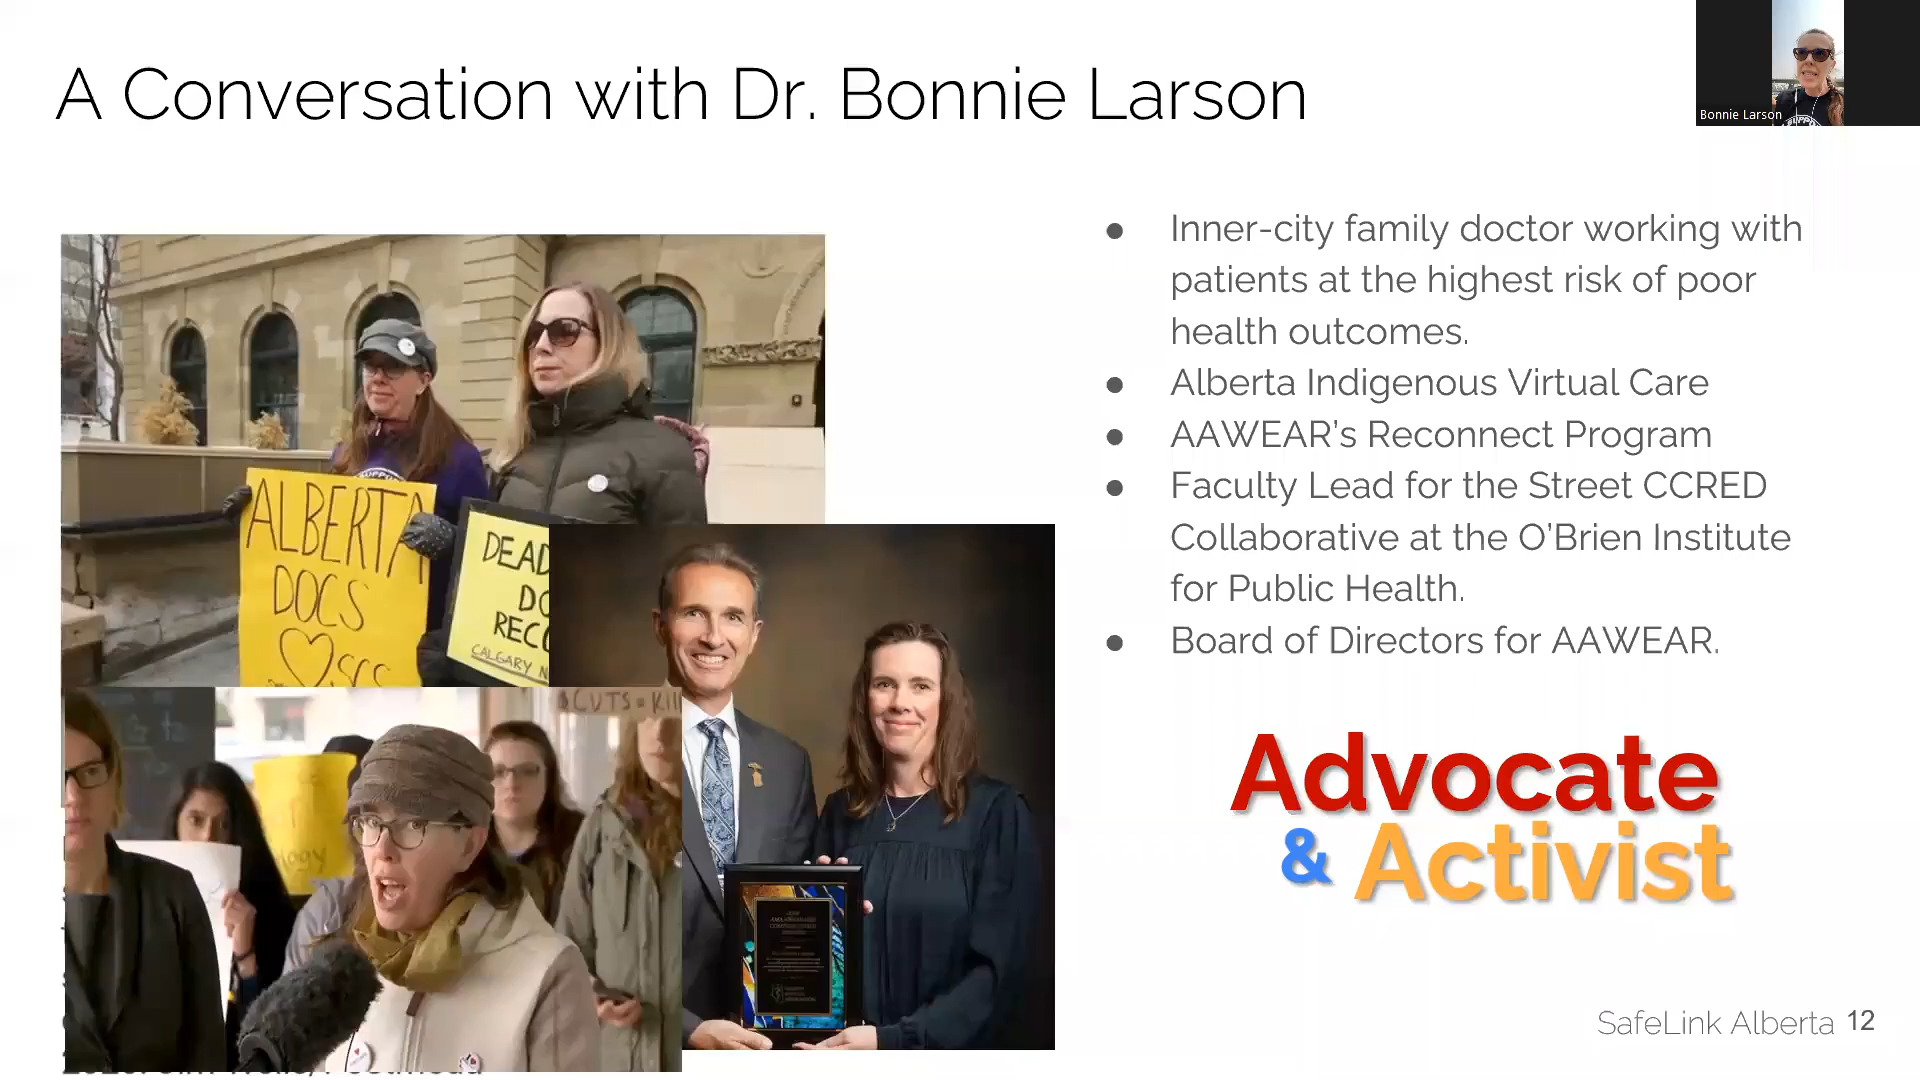 A Conversation with Dr. Bonnie Larson
Bonnie Larson
● Inner-city family doctor working with
patients at the highest risk of poor
health outcomes.
● Alberta Indigenous Virtual Care
● AAWEAR's Reconnect Program
● Faculty Lead for the Street CCRED
Collaborative at the O'Brien Institute
for Public Health.
● Board of Directors for AAWEAR.
ALBERTA
DOCS
♡ SCS
DEAD
DO
RECO
CALGARY N
CUTS = KILL
Advocate
& Activist
SafeLink Alberta 12